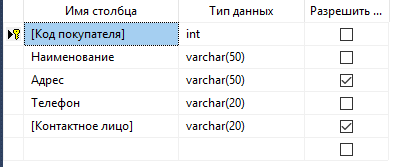 Имя столбца Тип данных Разрешить ...
[Код покупателя] int
Наименование varchar(50)
Адрес varchar(50)
Телефон varchar(20)
[Контактное лицо] varchar(20)